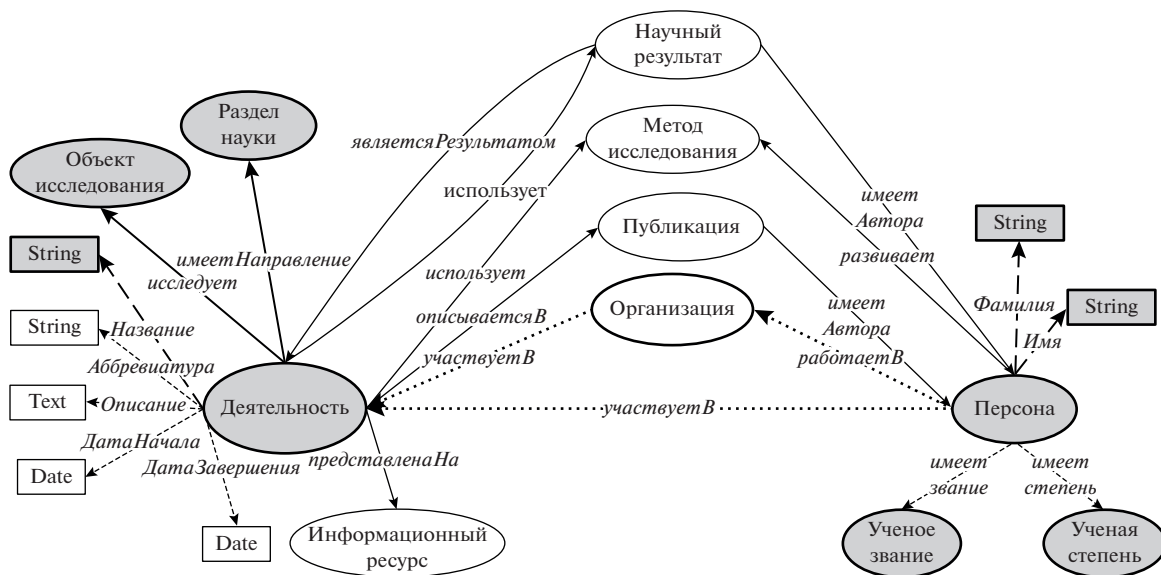 Научный
результат
Раздел
науки
Объект
исследования
являетсяРезультатом
Метод
исследования
использует
имеет
Автора
String
Публикация
String
имеетНаправление
исследует
использует
развивает
Организация
String
Фамилия
String
Название
описываетсяВ
имеет
Автора
Имя
Аббревиатура
участвуетВ
работаетВ
Text
Описание
Деятельность
участвуетВ
Персона
ДатаНачала
ДатаЗавершения
представленаНа
Date
имеет
звание
имеет
степень
Date
Информационный
ресурс
Ученое
звание
Ученая
степень